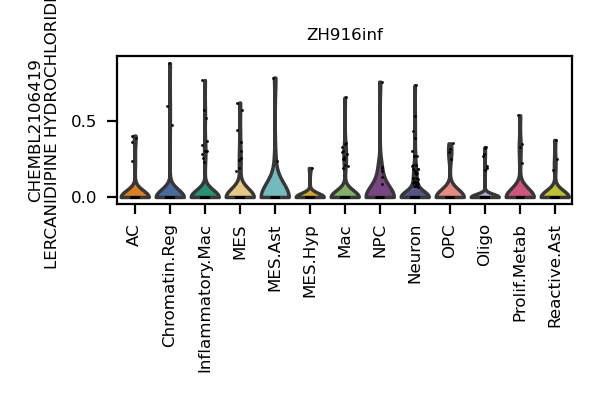 ZH916inf
CHEMBL2106419
LERCANIDIPINE HYDROCHLORIDE
0.5
0.0
AC
Chromatin.Reg
Inflammatory.Mac
MES
MES.Ast
MES.Hyp
Mac
NPC
Neuron
OPC
Oligo
Prolif.Metab
Reactive.Ast